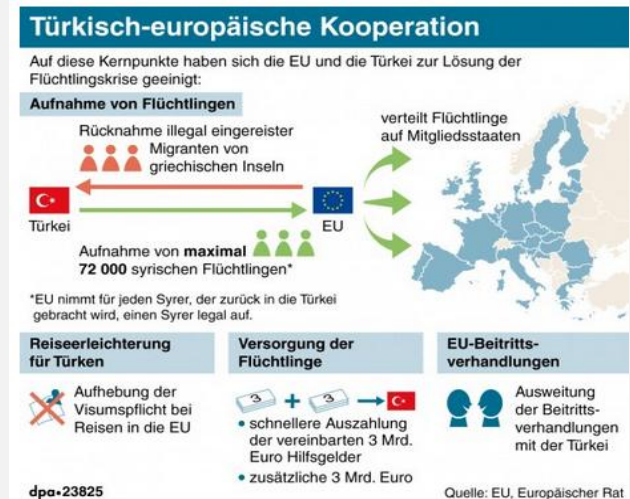 Türkisch-europäische Kooperation
Auf diese Kernpunkte haben sich die EU und die Türkei zur Lösung der
Flüchtlingskrise geeinigt:
Aufnahme von Flüchtlingen
Rücknahme illegal eingereister
Migranten von
griechischen Inseln
Türkei
EU
Aufnahme von maximal
72 000 syrischen Flüchtlingen*
verteilt Flüchtlinge
auf Mitgliedsstaaten
*EU nimmt für jeden Syrer, der zurück in die Türkei
gebracht wird, einen Syrer legal auf.
Reiseerleichterung
für Türken
Aufhebung der
Visumspflicht bei
Reisen in die EU
Versorgung der
Flüchtlinge
3 + 3
• schnellere Auszahlung
der vereinbarten 3 Mrd.
Euro Hilfsgelder
• zusätzliche 3 Mrd. Euro
EU-Beitritts-
verhandlungen
Ausweitung
der Beitritts-
verhandlungen
mit der Türkei
dpa•23825
Quelle: EU, Europäischer Rat